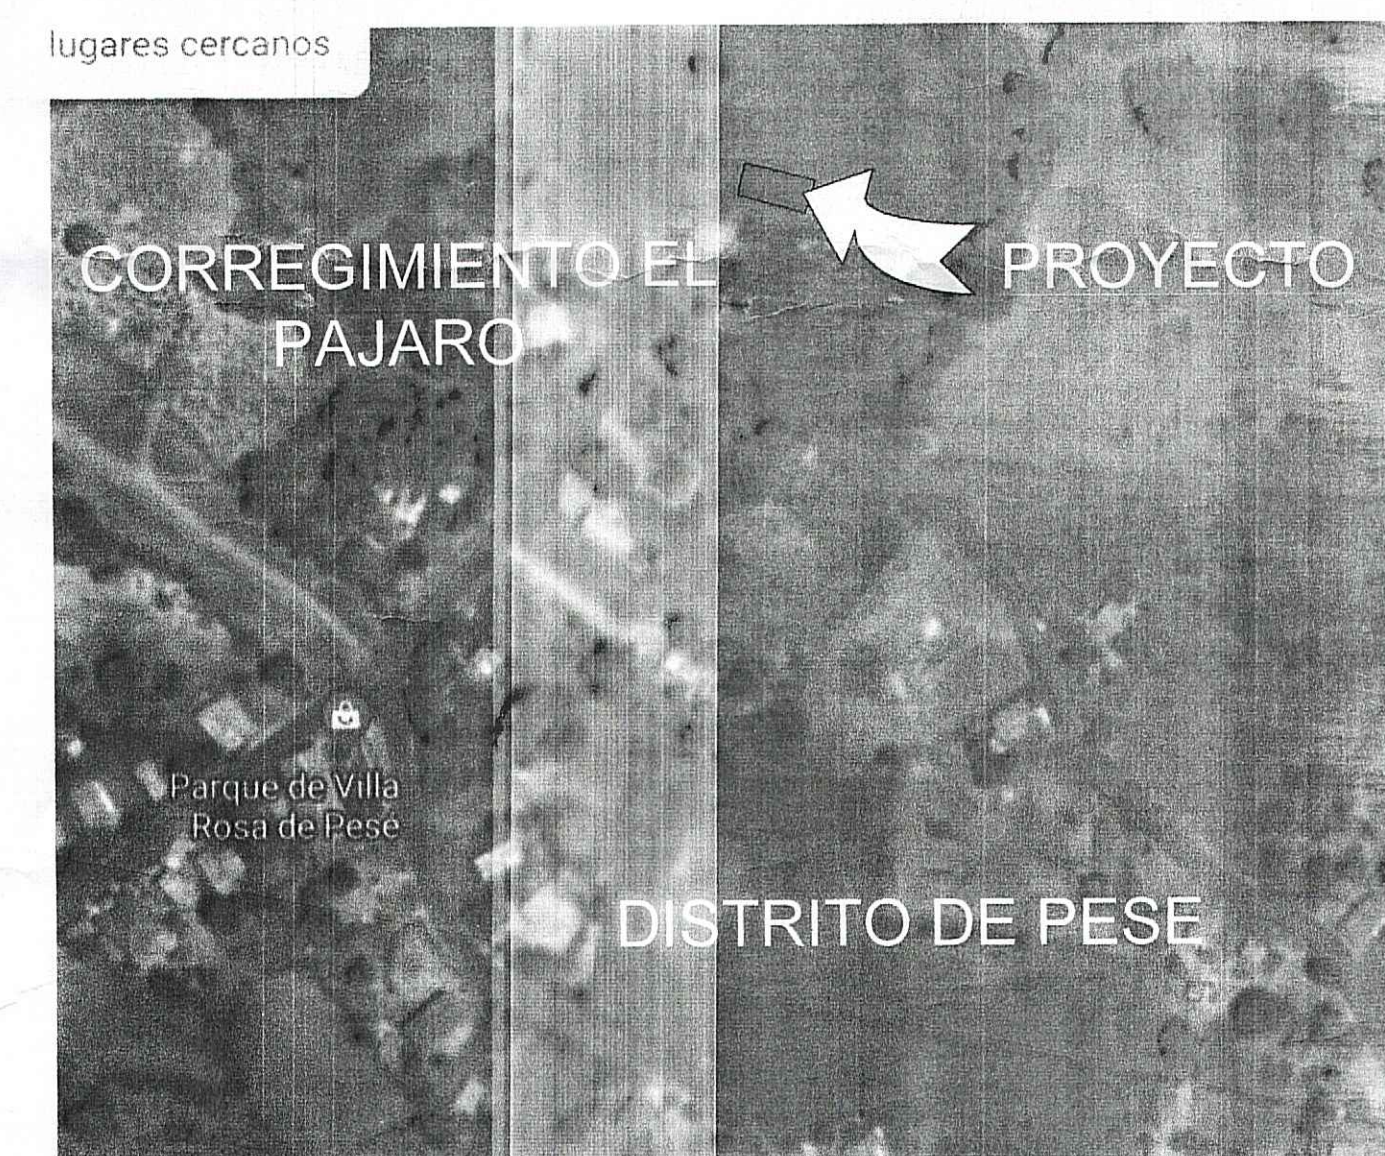 lugares cercanos
CORREGIMIENTO EL
PAJARO
PROYECTO
Parque de Villa
Rosa de Pesé
DISTRITO DE PESE